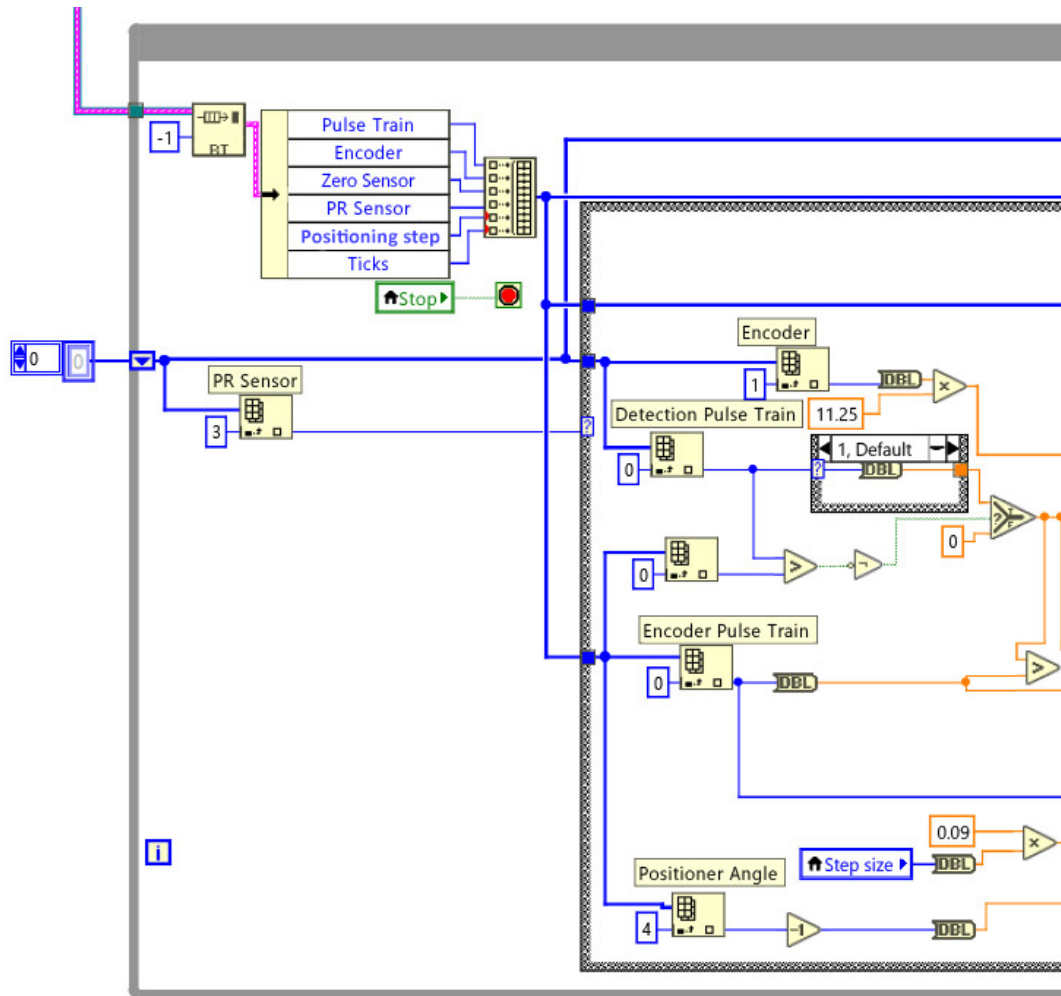 Pulse Train
Encoder
Zero Sensor
PR Sensor
Positioning step
Ticks
-1
Stop
0
0
PR Sensor
3
?
Encoder
1
DBL
×
11.25
Detection Pulse Train
0
1, Default
?
DBL
?
T
F
0
0
>
¬
Encoder Pulse Train
0
DBL
>
i
0.09
×
Step size
DBL
Positioner Angle
4
-1
DBL